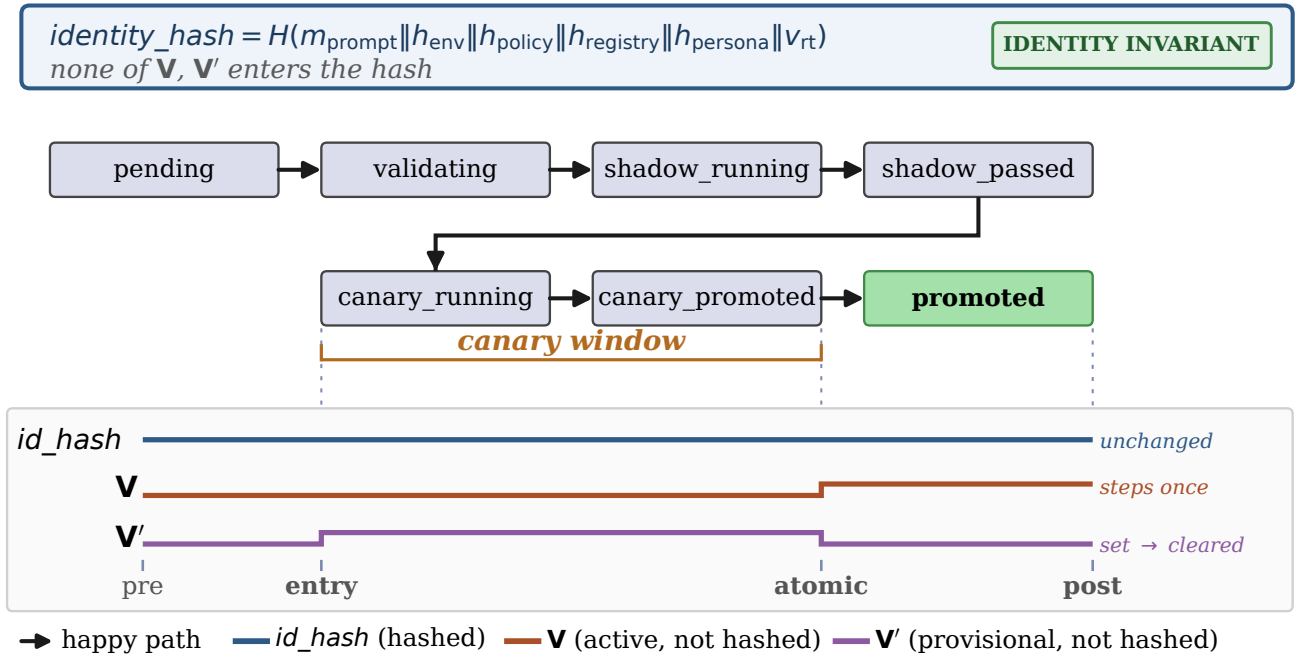 identity_hash = H(m_prompt‖h_env‖h_policy‖h_registry‖h_persona‖v_rt)
none of V, V′ enters the hash
IDENTITY INVARIANT
pending
validating
shadow_running
shadow_passed
canary_running
canary_promoted
promoted
canary window
id_hash
unchanged
V
steps once
V′
set → cleared
pre
entry
atomic
post
happy path
id_hash (hashed)
V (active, not hashed)
V′ (provisional, not hashed)